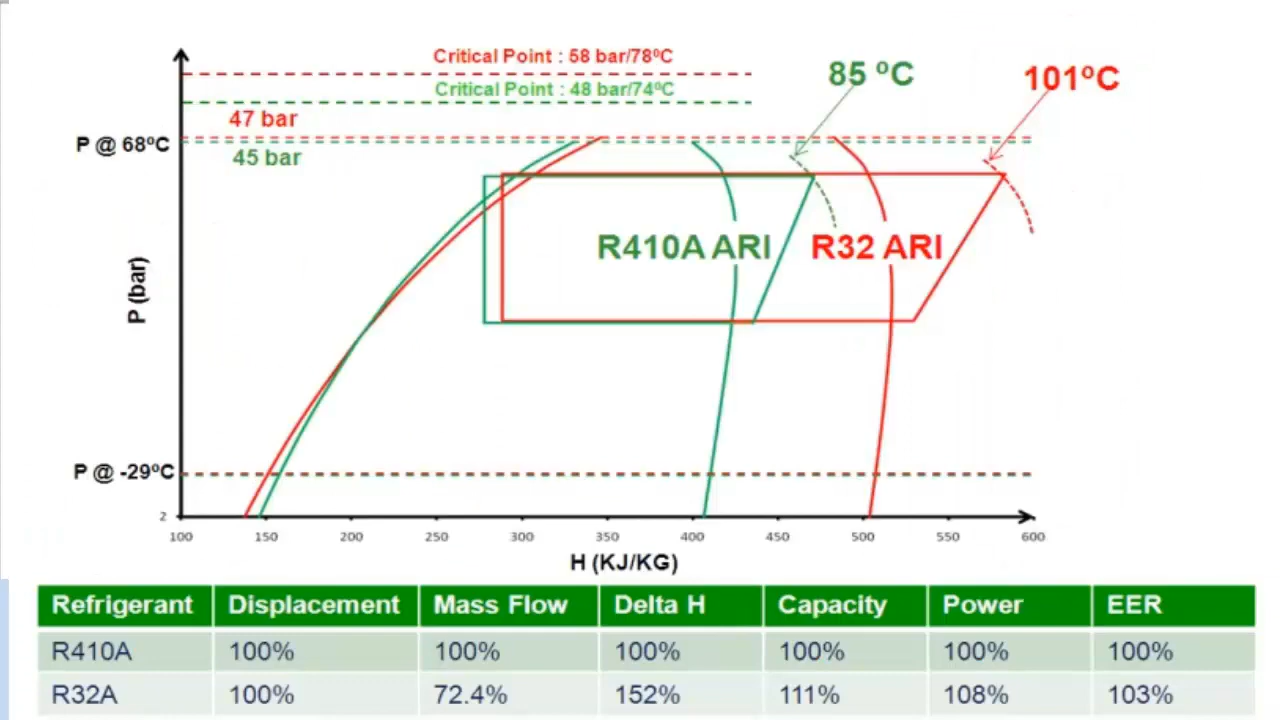 Critical Point : 58 bar/78ºC
Critical Point : 48 bar/74ºC
85 ºC
101ºC
47 bar
P @ 68ºC
45 bar
R410A ARI
R32 ARI
P (bar)
P @ -29ºC
2
100 150 200 250 300 350 400 450 500 550 600
H (KJ/KG)
Refrigerant Displacement Mass Flow Delta H Capacity Power EER
R410A 100% 100% 100% 100% 100% 100%
R32A 100% 72.4% 152% 111% 108% 103%